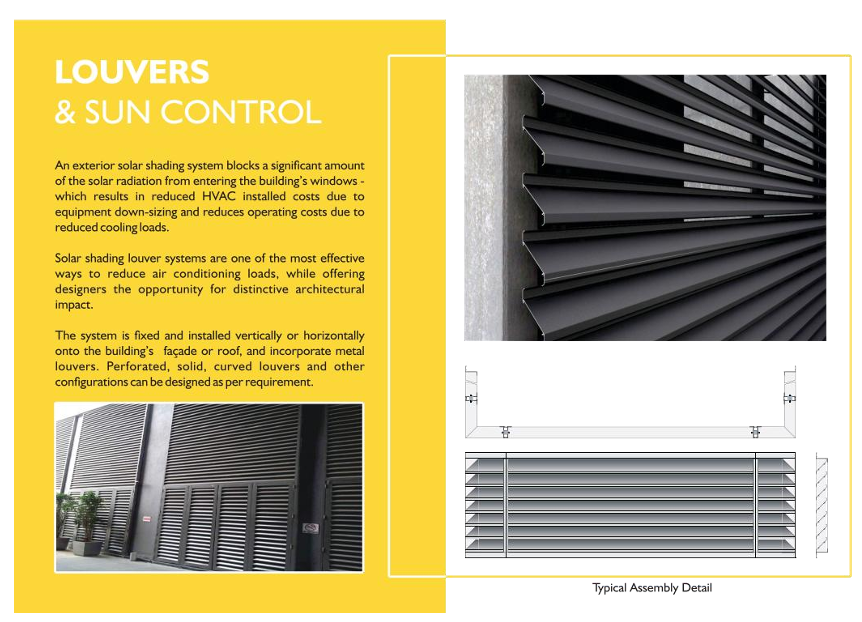 LOUVERS
& SUN CONTROL
An exterior solar shading system blocks a significant amount
of the solar radiation from entering the building's windows -
which results in reduced HVAC installed costs due to
equipment down-sizing and reduces operating costs due to
reduced cooling loads.
Solar shading louver systems are one of the most effective
ways to reduce air conditioning loads, while offering
designers the opportunity for distinctive architectural
impact.
The system is fixed and installed vertically or horizontally
onto the building's façade or roof, and incorporate metal
louvers. Perforated, solid, curved louvers and other
configurations can be designed as per requirement.
Typical Assembly Detail